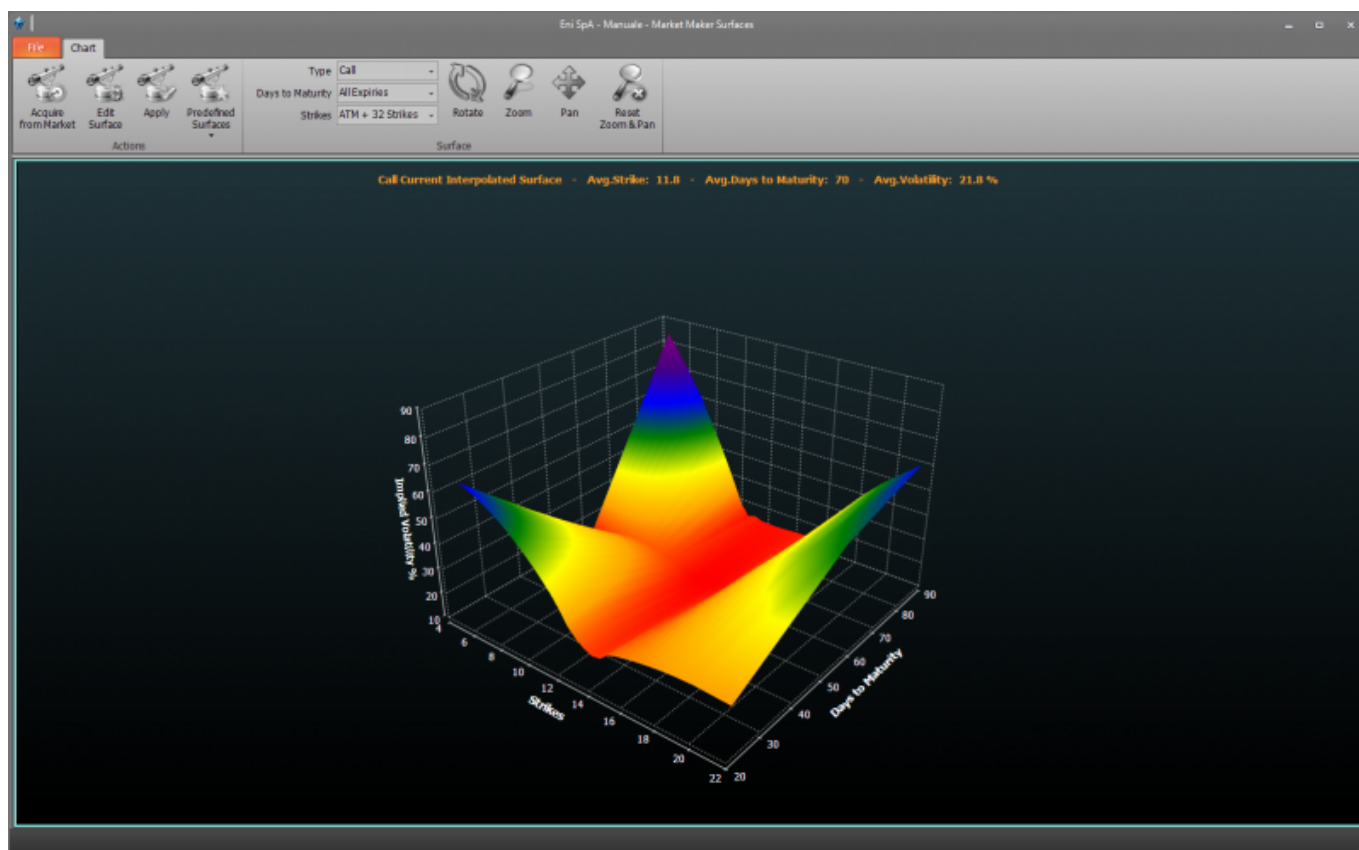 Eni SpA - Manuale - Market Maker Surfaces
File Chart
Type Call
Days to Maturity All Expiries
Strikes ATM + 32 Strikes
Acquire from Market
Edit Surface
Apply
Predefined Surfaces
Rotate
Zoom
Pan
Reset Zoom & Pan
Actions
Surface
Call Current Interpolated Surface - Avg.Strike: 11.8 - Avg.Days to Maturity: 70 - Avg.Volatility: 21.8 %
Implied Volatility %
90
80
70
60
50
40
30
20
10
Strikes
4
6
8
10
12
14
16
18
20
22
Days to Maturity
20
30
40
50
60
70
80
90